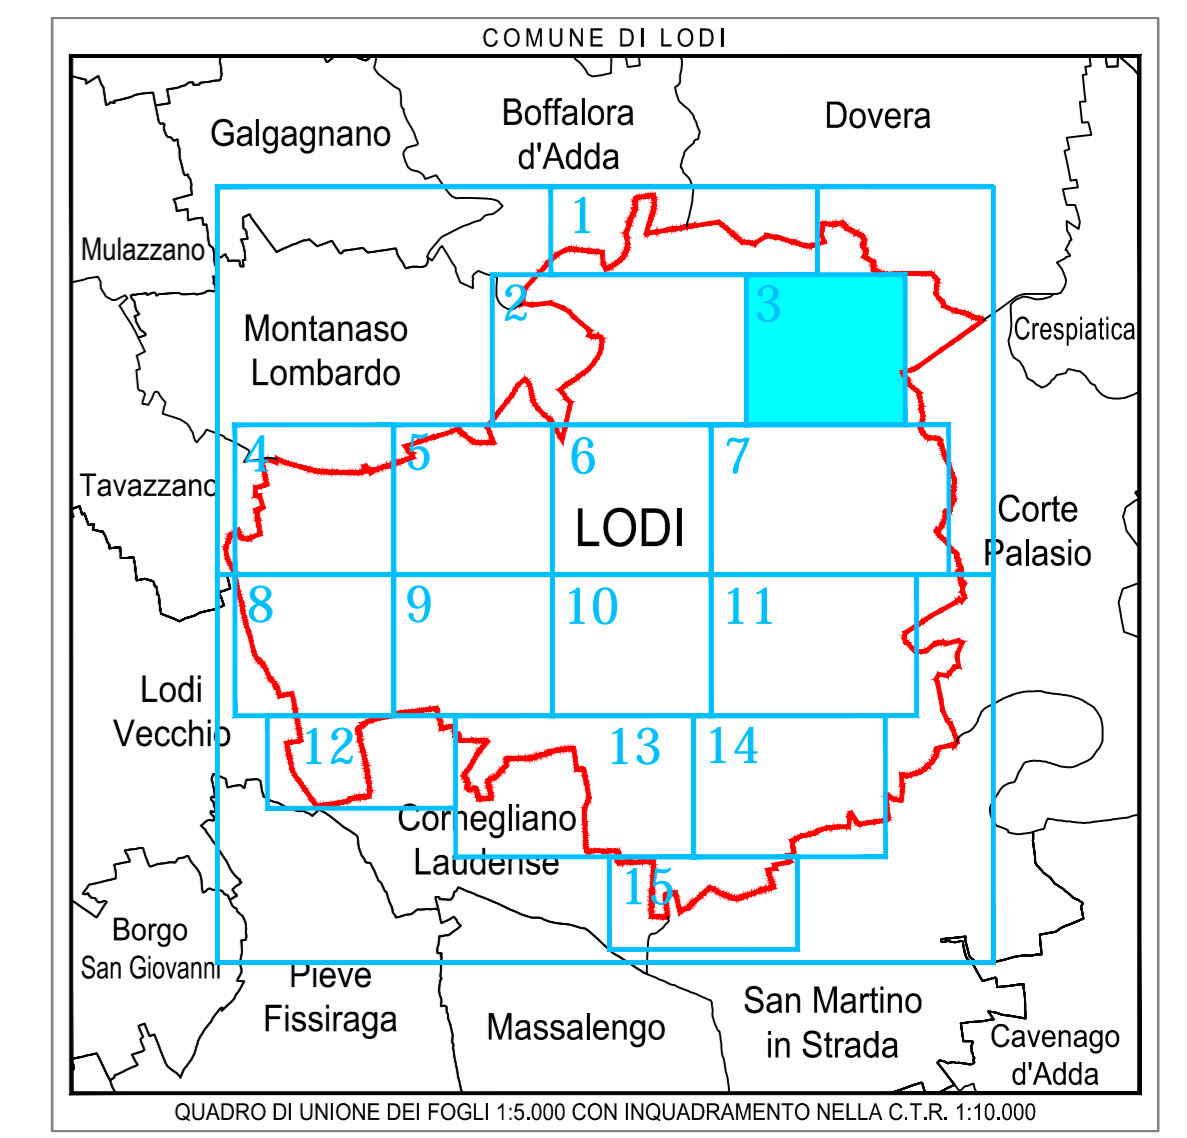 COMUNE DI LODI
Galgagnano
Boffalora
d'Adda
Dovera
Mulazzano
1
2
3
Montanaso
Lombardo
Crespiatica
4
5
6
7
Tavazzano
LODI
Corte
Palasio
8
9
10
11
Lodi
Vecchio
12
13
14
Cornegliano
Laudense
15
Borgo
San Giovanni
Pieve
Fissiraga
Massalengo
San Martino
in Strada
Cavenago
d'Adda
QUADRO DI UNIONE DEI FOGLI 1:5.000 CON INQUADRAMENTO NELLA C.T.R. 1:10.000